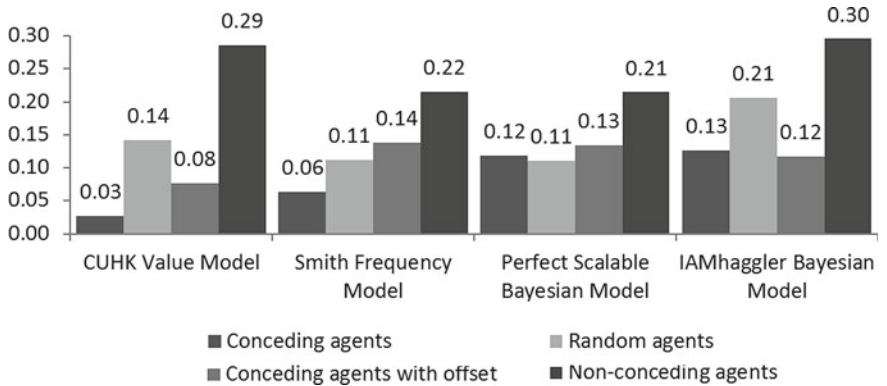 0.30
0.25
0.20
0.15
0.10
0.05
0.00
0.03
0.14
0.08
0.29
0.06
0.11
0.14
0.22
0.12
0.11
0.13
0.21
0.13
0.21
0.12
0.30
CUHK Value Model
Smith Frequency
Model
Perfect Scalable
Bayesian Model
IAMhaggler Bayesian
Model
Conceding agents
Random agents
Conceding agents with offset
Non-conceding agents